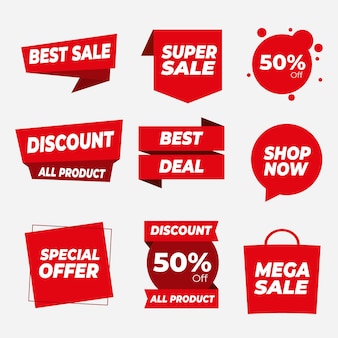 BEST SALE
SUPER
SALE
50%
Off
DISCOUNT
ALL PRODUCT
BEST
DEAL
SHOP
NOW
SPECIAL
OFFER
DISCOUNT
50%
Off
ALL PRODUCT
MEGA
SALE